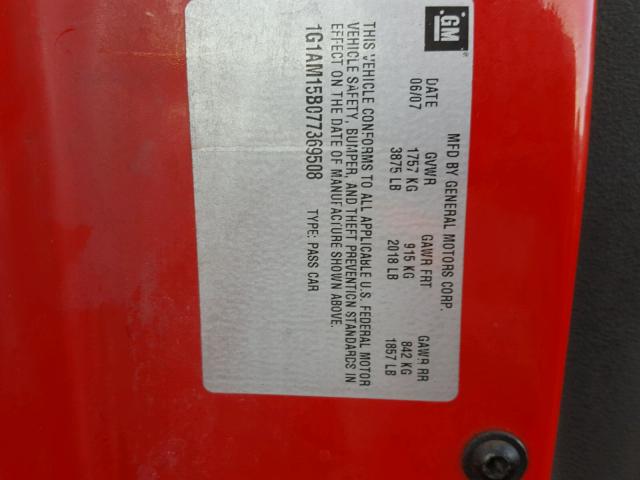 GM
MFD BY GENERAL MOTORS CORP.
DATE GVWR GAWR FRT GAWR RR
06/07 1757 KG 915 KG 842 KG
3875 LB 2018 LB 1857 LB
THIS VEHICLE CONFORMS TO ALL APPLICABLE U.S. FEDERAL MOTOR
VEHICLE SAFETY, BUMPER, AND THEFT PREVENTION STANDARDS IN
EFFECT ON THE DATE OF MANUFACTURE SHOWN ABOVE.
1G1AM15B077369508 TYPE: PASS CAR